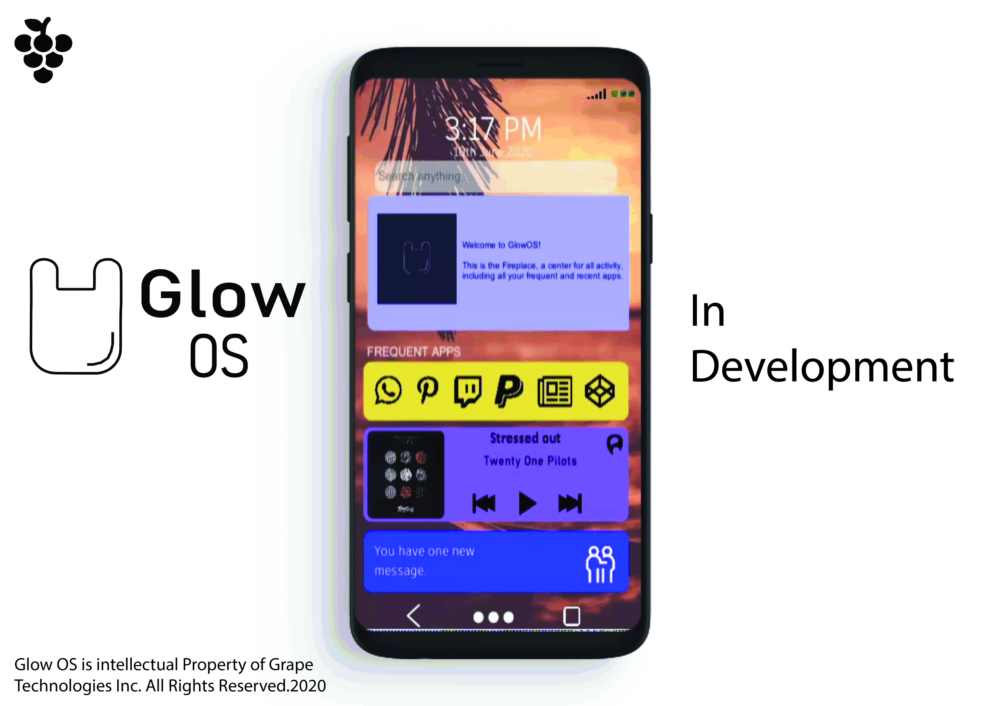 3:17 PM
10th June,2020
Search anything...
Welcome to GlowOS!
This is the Fireplace, a center for all activity,
including all your frequent and recent apps.
Glow
OS
In
Development
FREQUENT APPS
Stressed out
Twenty One Pilots
You have one new
message.
Glow OS is intellectual Property of Grape
Technologies Inc. All Rights Reserved.2020